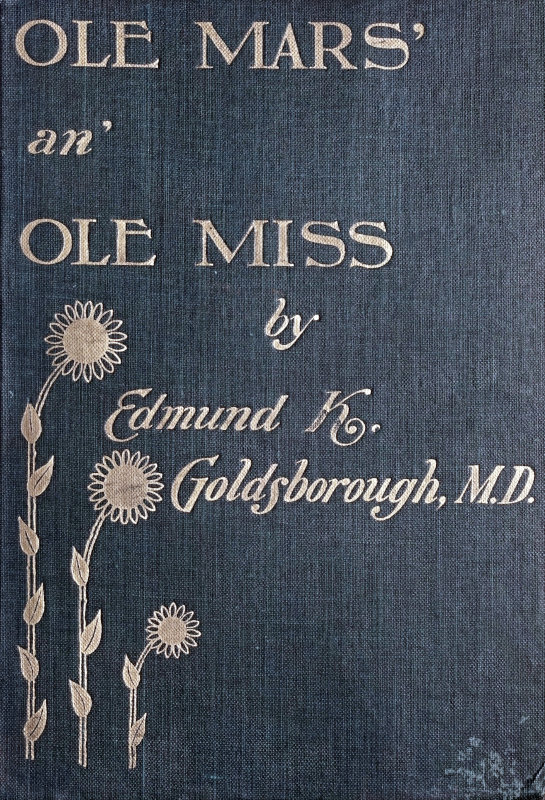 OLE MARS'
an'
OLE MISS
by
Edmund K.
Goldsborough, M.D.